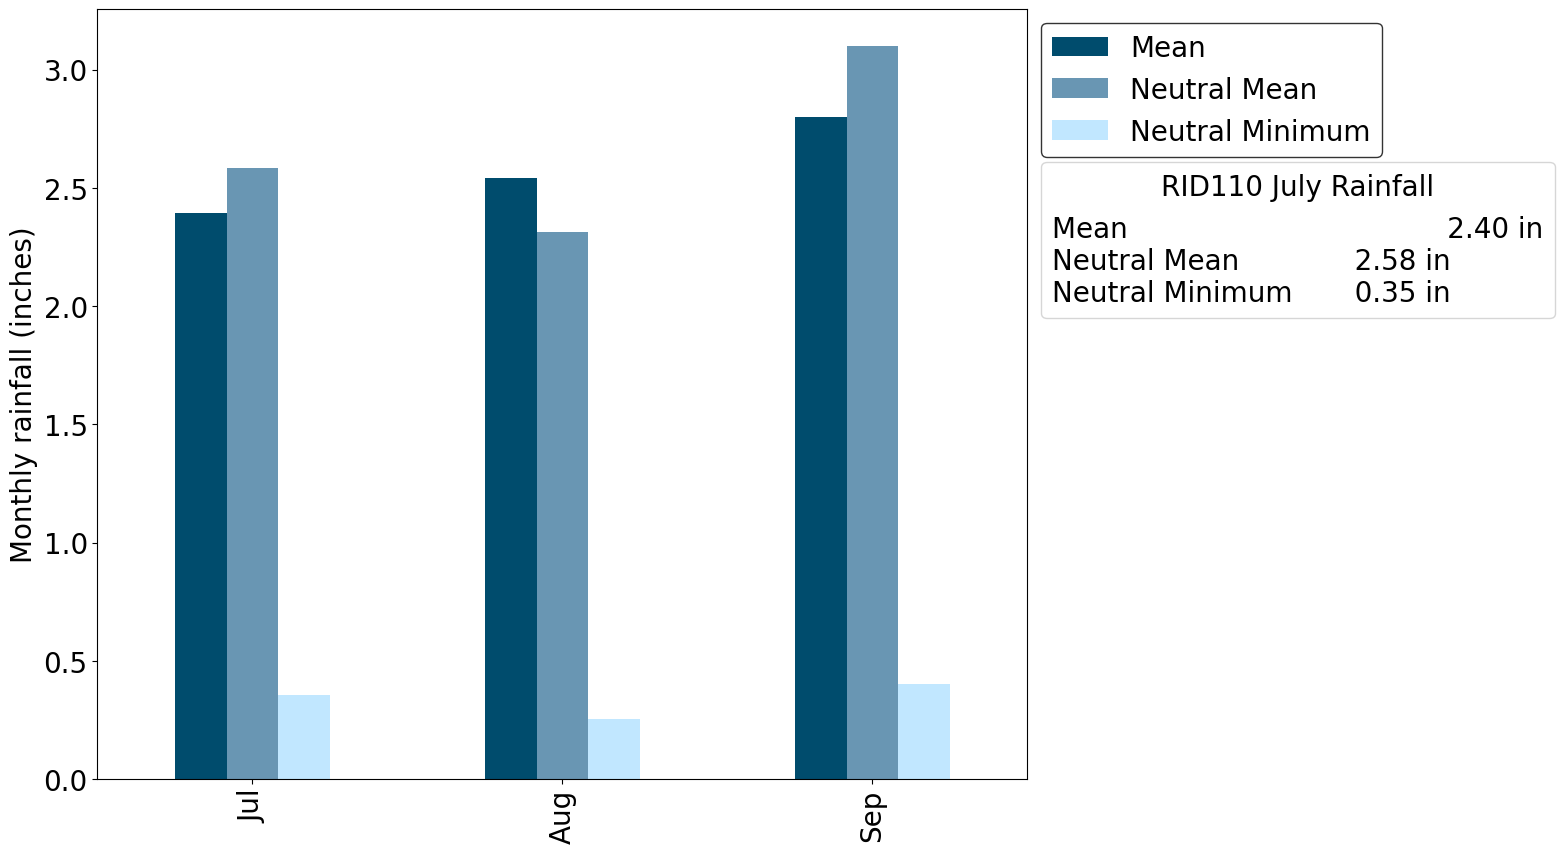 Monthly rainfall (inches)
3.0
2.5
2.0
1.5
1.0
0.5
0.0
Jul
Aug
Sep
Mean
Neutral Mean
Neutral Minimum
RID110 July Rainfall
Mean 2.40 in
Neutral Mean 2.58 in
Neutral Minimum 0.35 in